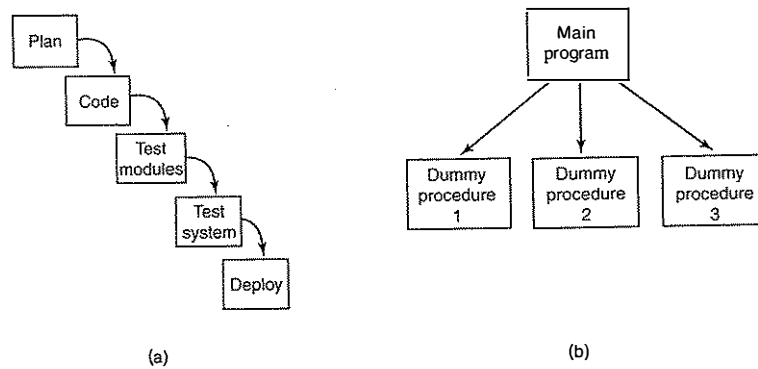 Plan
Code
Test
modules
Test
system
Deploy
(a)
Main
program
Dummy
procedure
1
Dummy
procedure
2
Dummy
procedure
3
(b)